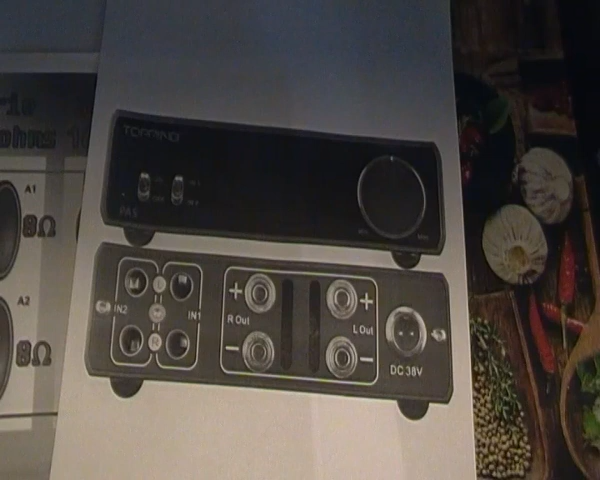 TOPPING
PA5
IN2
IN1
R
+
+
R Out
L Out
-
-
DC 38V
A1
8Ω
A2
8Ω